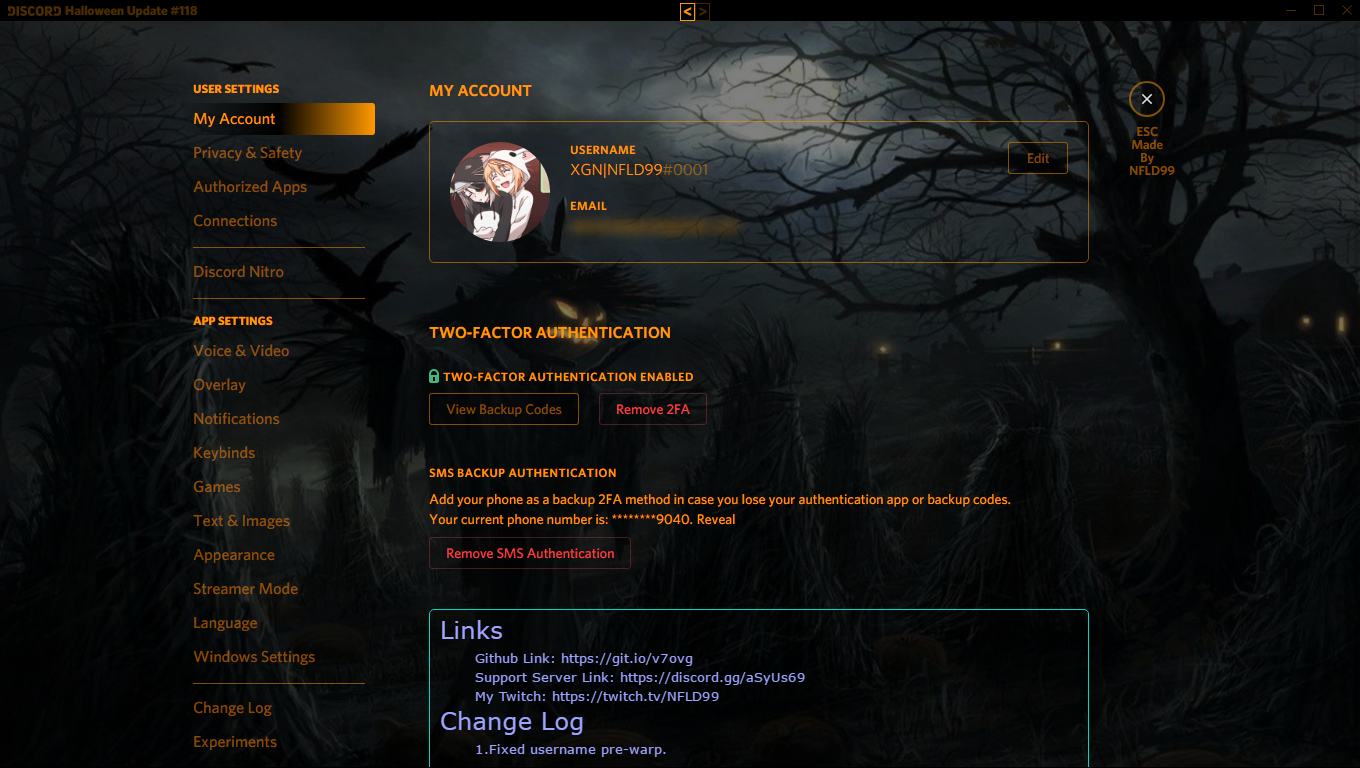 DISCORD Halloween Update #118
< >
USER SETTINGS
My Account
Privacy & Safety
Authorized Apps
Connections
Discord Nitro
APP SETTINGS
Voice & Video
Overlay
Notifications
Keybinds
Games
Text & Images
Appearance
Streamer Mode
Language
Windows Settings
Change Log
Experiments
MY ACCOUNT
USERNAME
XGN|NFLD99#0001
Edit
EMAIL
TWO-FACTOR AUTHENTICATION
TWO-FACTOR AUTHENTICATION ENABLED
View Backup Codes
Remove 2FA
SMS BACKUP AUTHENTICATION
Add your phone as a backup 2FA method in case you lose your authentication app or backup codes.
Your current phone number is: ********9040. Reveal
Remove SMS Authentication
Links
Github Link: https://git.io/v7ovg
Support Server Link: https://discord.gg/aSyUs69
My Twitch: https://twitch.tv/NFLD99
Change Log
1.Fixed username pre-warp.
ESC
Made
By
NFLD99